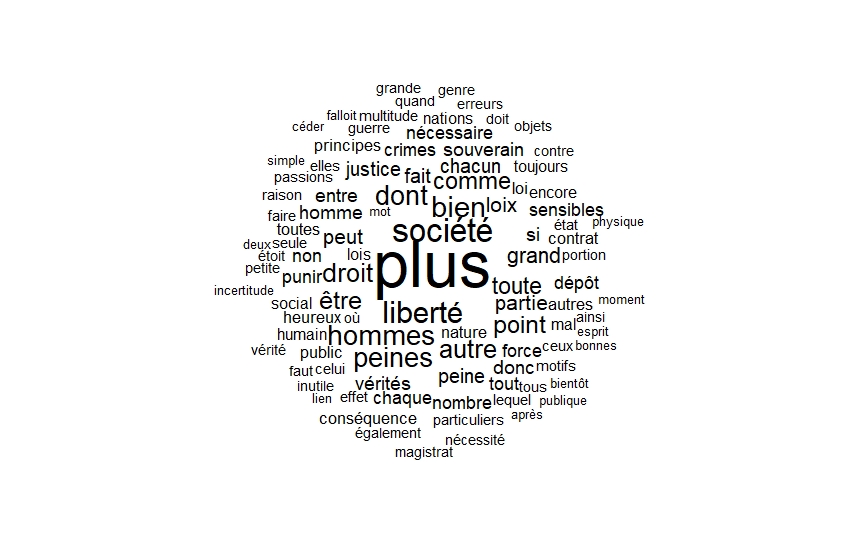 grande genre
quand erreurs
falloit multitude nations doit
céder guerre nécessaire objets
principes crimes souverain contre
simple elles justice fait chacun toujours
passions comme loi encore
raison entre dont bien loix sensibles
faire homme mot état physique
toutes peut société si contrat
deux seule
étoit non lois plus grand portion
petite punir droit toute dépôt
incertitude social être partie autres moment
heureux où liberté point mal ainsi
humain hommes nature esprit
vérité public peines autre force ceux bonnes
faut celui peine donc motifs
inutile vérités tout tous bientôt
lien effet chaque nombre lequel publique
conséquence particuliers après
également nécessité
magistrat